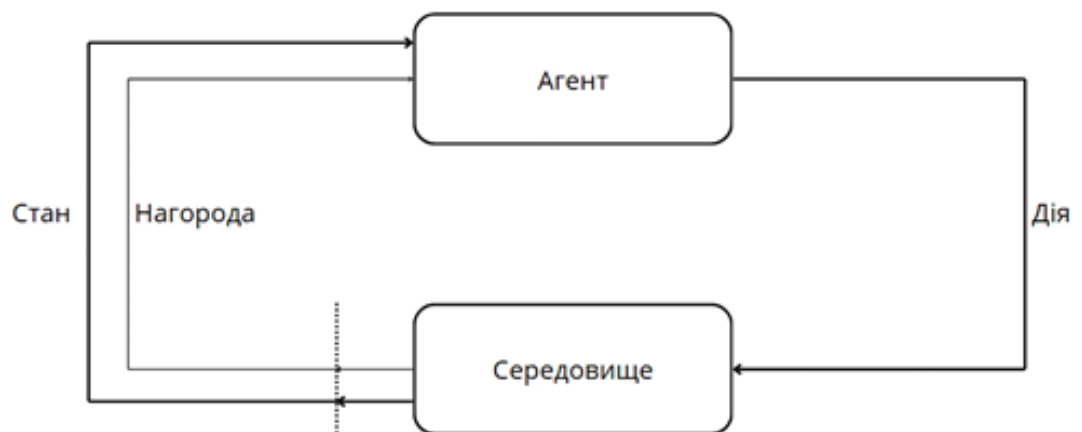 Агент
Стан
Нагорода
Дія
Середовище